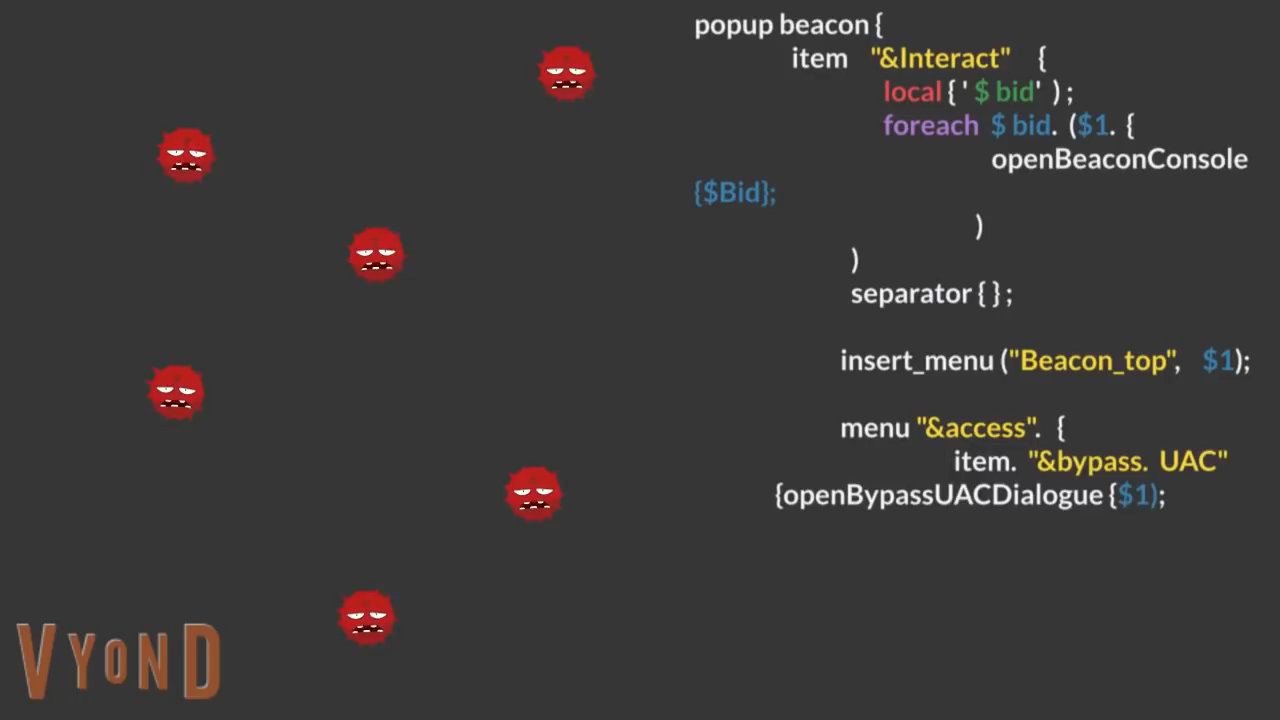 popup beacon {
item "&Interact" {
local { ' $ bid' ) ;
foreach $ bid. ($1. {
openBeaconConsole
{$Bid};
)
)
separator { } ;
insert_menu ("Beacon_top", $1);
menu "&access". {
item. "&bypass. UAC"
{openBypassUACDialogue {$1);
VYOND